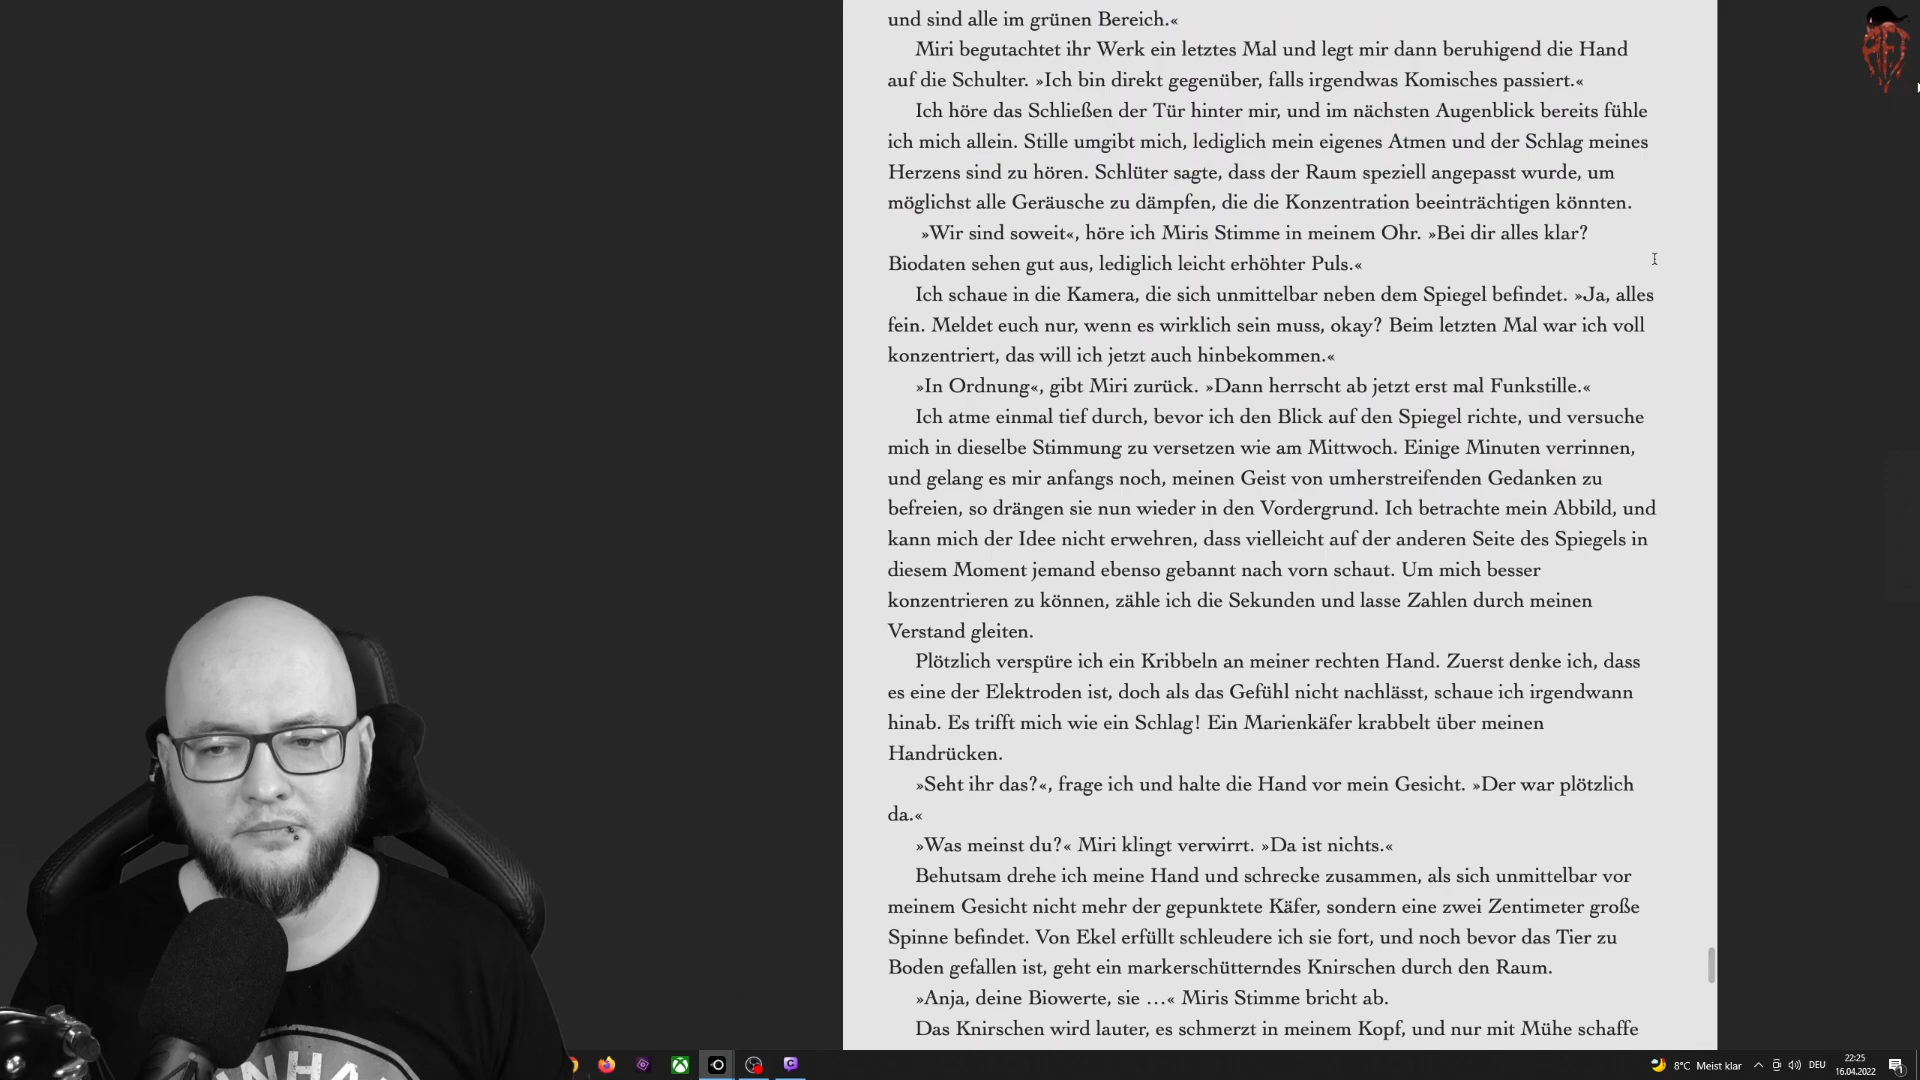 und sind alle im grünen Bereich.«
Miri begutachtet ihr Werk ein letztes Mal und legt mir dann beruhigend die Hand
auf die Schulter. »Ich bin direkt gegenüber, falls irgendwas Komisches passiert.«
Ich höre das Schließen der Tür hinter mir, und im nächsten Augenblick bereits fühle
ich mich allein. Stille umgibt mich, lediglich mein eigenes Atmen und der Schlag meines
Herzens sind zu hören. Schlüter sagte, dass der Raum speziell angepasst wurde, um
möglichst alle Geräusche zu dämpfen, die die Konzentration beeinträchtigen könnten.
»Wir sind soweit«, höre ich Miris Stimme in meinem Ohr. »Bei dir alles klar?
Biodaten sehen gut aus, lediglich leicht erhöhter Puls.«
Ich schaue in die Kamera, die sich unmittelbar neben dem Spiegel befindet. »Ja, alles
fein. Meldet euch nur, wenn es wirklich sein muss, okay? Beim letzten Mal war ich voll
konzentriert, das will ich jetzt auch hinbekommen.«
»In Ordnung«, gibt Miri zurück. »Dann herrscht ab jetzt erst mal Funkstille.«
Ich atme einmal tief durch, bevor ich den Blick auf den Spiegel richte, und versuche
mich in dieselbe Stimmung zu versetzen wie am Mittwoch. Einige Minuten verrinnen,
und gelang es mir anfangs noch, meinen Geist von umherstreifenden Gedanken zu
befreien, so drängen sie nun wieder in den Vordergrund. Ich betrachte mein Abbild, und
kann mich der Idee nicht erwehren, dass vielleicht auf der anderen Seite des Spiegels in
diesem Moment jemand ebenso gebannt nach vorn schaut. Um mich besser
konzentrieren zu können, zähle ich die Sekunden und lasse Zahlen durch meinen
Verstand gleiten.
Plötzlich verspüre ich ein Kribbeln an meiner rechten Hand. Zuerst denke ich, dass
es eine der Elektroden ist, doch als das Gefühl nicht nachlässt, schaue ich irgendwann
hinab. Es trifft mich wie ein Schlag! Ein Marienkäfer krabbelt über meinen
Handrücken.
»Seht ihr das?«, frage ich und halte die Hand vor mein Gesicht. »Der war plötzlich
da.«
»Was meinst du?« Miri klingt verwirrt. »Da ist nichts.«
Behutsam drehe ich meine Hand und schrecke zusammen, als sich unmittelbar vor
meinem Gesicht nicht mehr der gepunktete Käfer, sondern eine zwei Zentimeter große
Spinne befindet. Von Ekel erfüllt schleudere ich sie fort, und noch bevor das Tier zu
Boden gefallen ist, geht ein markerschütterndes Knirschen durch den Raum.
»Anja, deine Biowerte, sie …« Miris Stimme bricht ab.
Das Knirschen wird lauter, es schmerzt in meinem Kopf, und nur mit Mühe schaffe
8°C Meist klar
DEU
22:25
16.04.2022